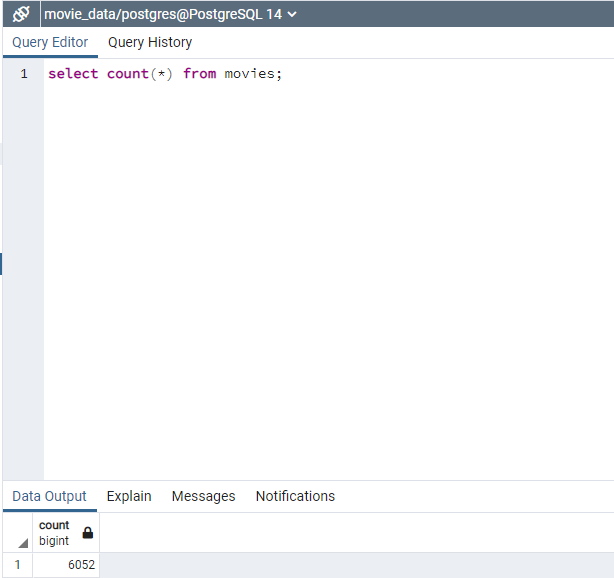 movie_data/postgres@PostgreSQL 14
Query Editor Query History
1 select count(*) from movies;
Data Output Explain Messages Notifications
count
bigint
1 6052